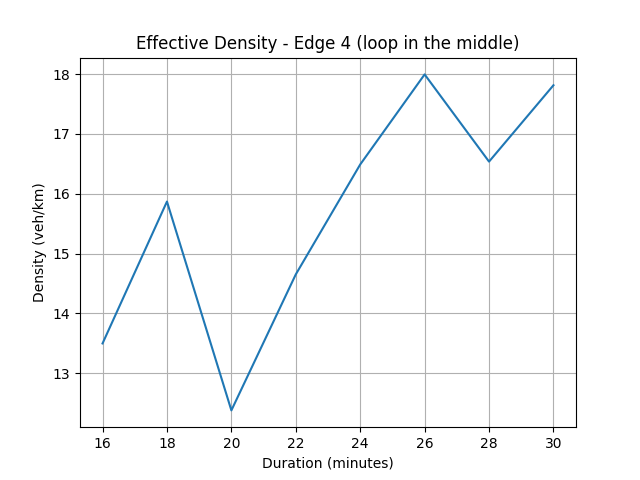 Effective Density - Edge 4 (loop in the middle)
18
17
16
15
14
13
Density (veh/km)
16 18 20 22 24 26 28 30
Duration (minutes)